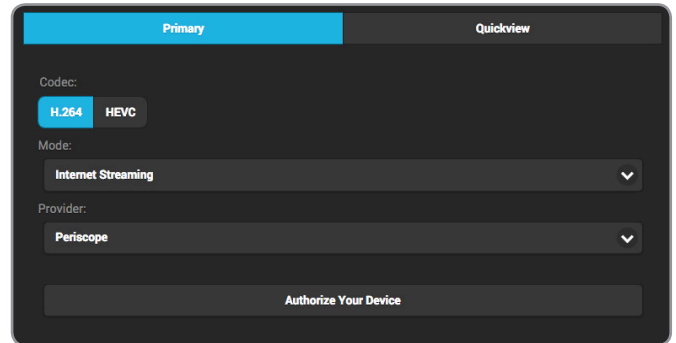 Primary Quickview
Codec:
H.264 HEVC
Mode:
Internet Streaming
Provider:
Periscope
Authorize Your Device